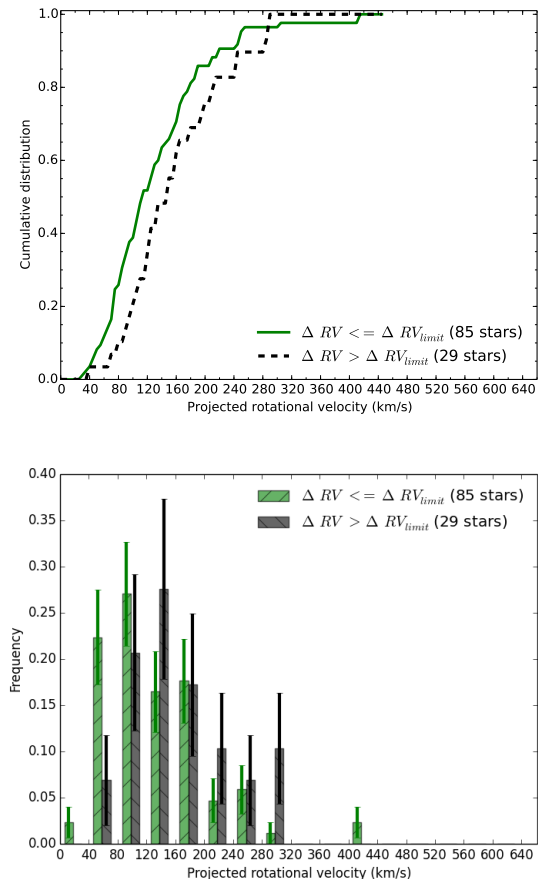 1.0
0.8
0.6
0.4
0.2
0.0
Cumulative distribution
Δ RV <= Δ RV_limit (85 stars)
Δ RV > Δ RV_limit (29 stars)
0 40 80 120 160 200 240 280 320 360 400 440 480 520 560 600 640
Projected rotational velocity (km/s)
0.40
0.35
0.30
0.25
0.20
0.15
0.10
0.05
0.00
Frequency
Δ RV <= Δ RV_limit (85 stars)
Δ RV > Δ RV_limit (29 stars)
0 40 80 120 160 200 240 280 320 360 400 440 480 520 560 600 640
Projected rotational velocity (km/s)